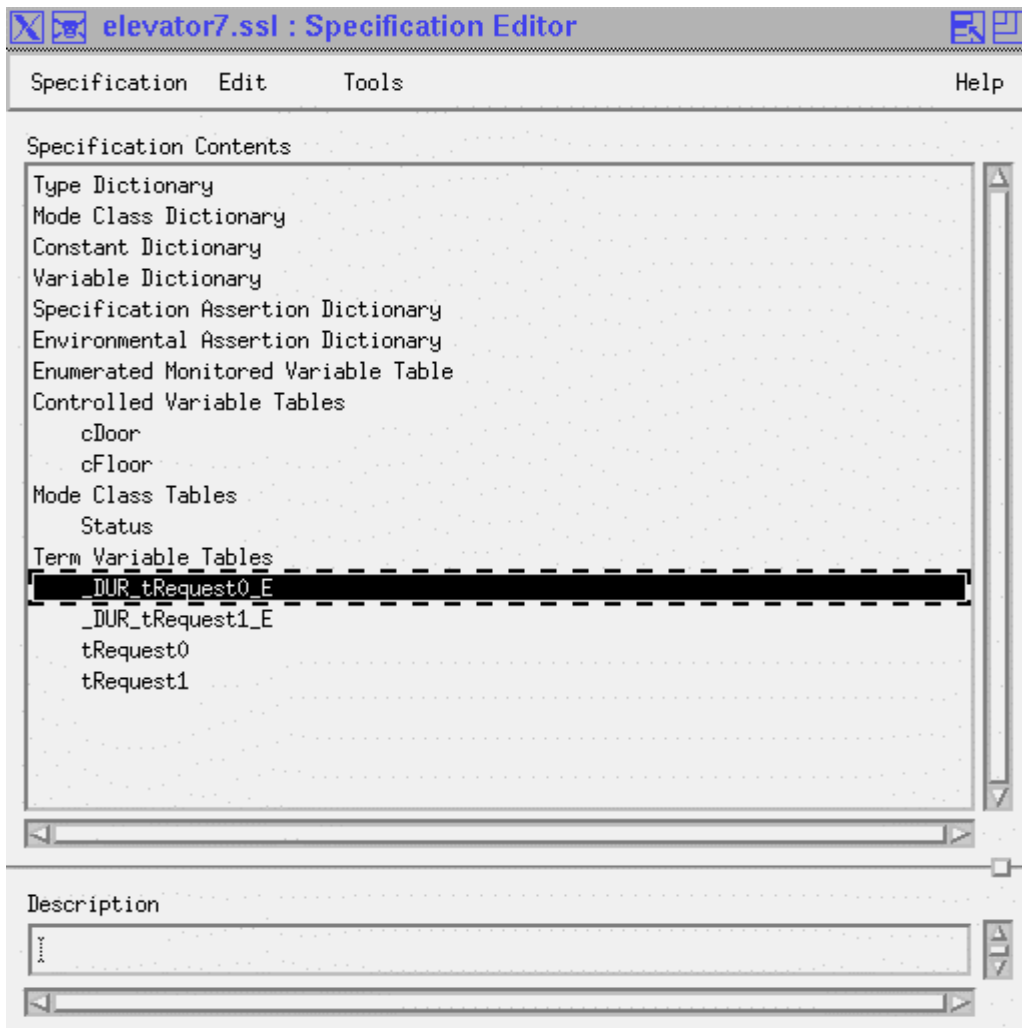 elevator7.ssl : Specification Editor
Specification Edit Tools Help
Specification Contents
Type Dictionary
Mode Class Dictionary
Constant Dictionary
Variable Dictionary
Specification Assertion Dictionary
Environmental Assertion Dictionary
Enumerated Monitored Variable Table
Controlled Variable Tables
cDoor
cFloor
Mode Class Tables
Status
Term Variable Tables
_DUR_tRequest0_E
_DUR_tRequest1_E
tRequest0
tRequest1
Description